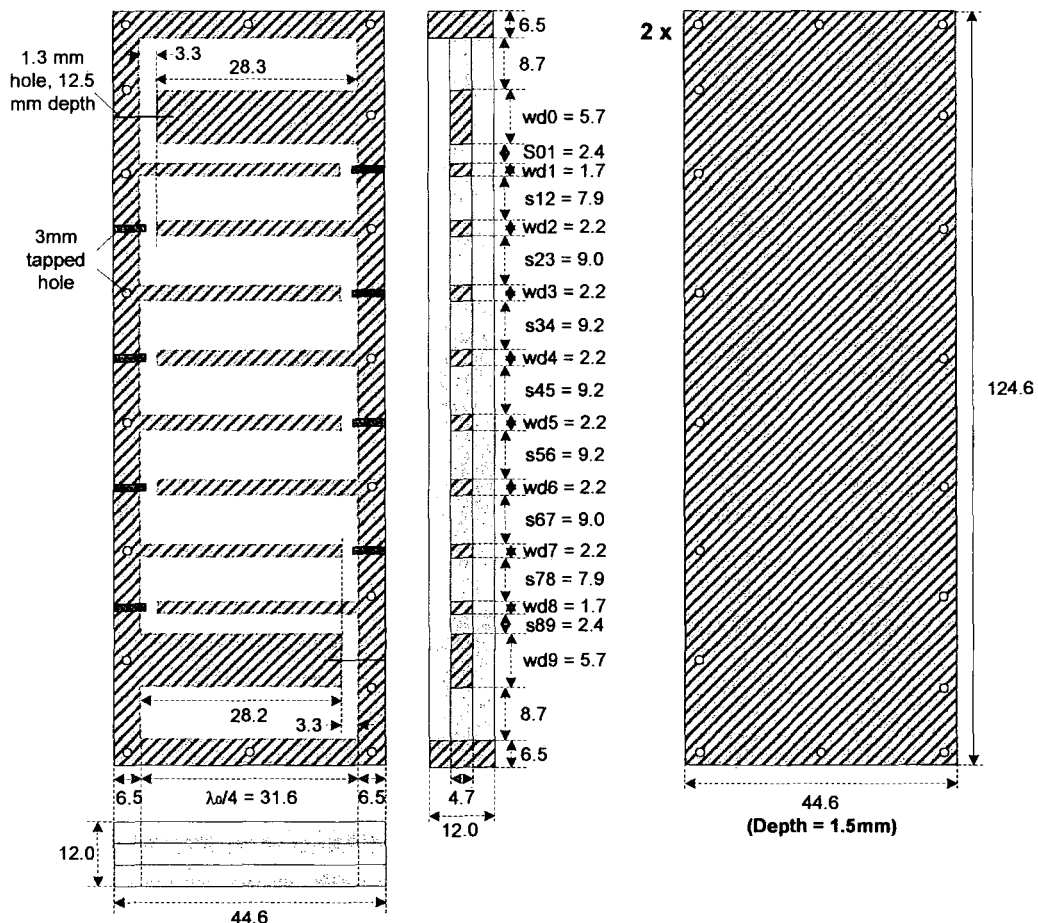 1.3 mm
hole, 12.5
mm depth
3.3
28.3
3mm
tapped
hole
28.2
3.3
6.5
λ₀/4 = 31.6
6.5
12.0
44.6
6.5
8.7
wd0 = 5.7
S01 = 2.4
wd1 = 1.7
s12 = 7.9
wd2 = 2.2
s23 = 9.0
wd3 = 2.2
s34 = 9.2
wd4 = 2.2
s45 = 9.2
wd5 = 2.2
s56 = 9.2
wd6 = 2.2
s67 = 9.0
wd7 = 2.2
s78 = 7.9
wd8 = 1.7
s89 = 2.4
wd9 = 5.7
8.7
6.5
4.7
12.0
2 x
124.6
44.6
(Depth = 1.5mm)